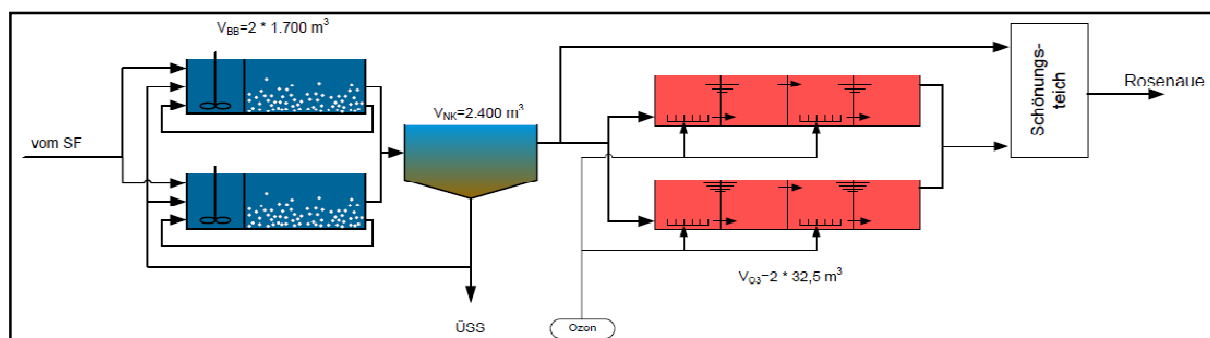 V_BB=2 * 1.700 m³
vom SF
V_NK=2.400 m³
ÜSS
Ozon
V_O3=2 * 32,5 m³
Schönungs-
teich
Rosenaue